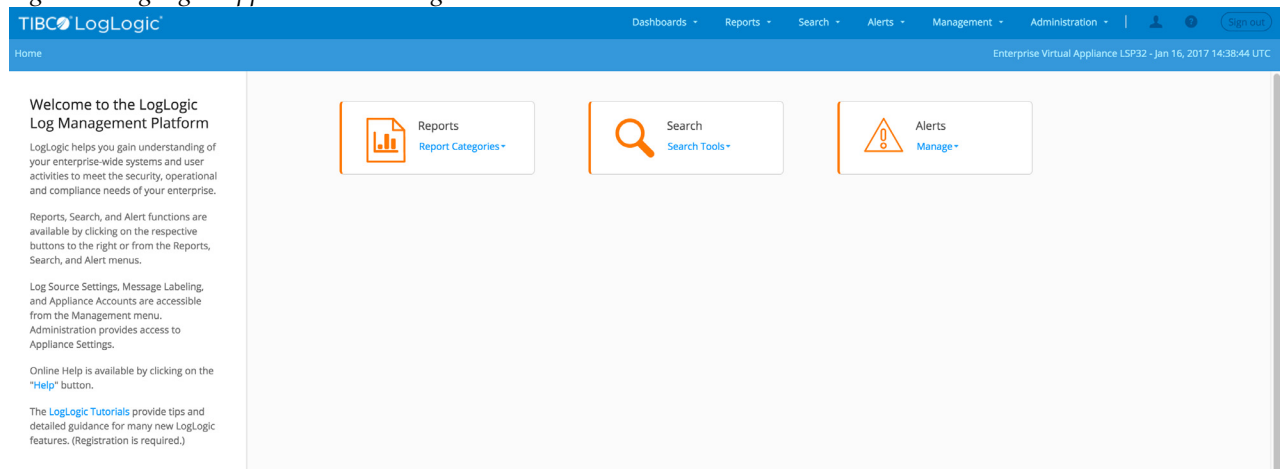 TIBCO LogLogic
Dashboards Reports Search Alerts Management Administration Sign out
Home
Enterprise Virtual Appliance LSP32 - Jan 16, 2017 14:38:44 UTC
Welcome to the LogLogic
Log Management Platform
LogLogic helps you gain understanding of
your enterprise-wide systems and user
activities to meet the security, operational
and compliance needs of your enterprise.
Reports, Search, and Alert functions are
available by clicking on the respective
buttons to the right or from the Reports,
Search, and Alert menus.
Log Source Settings, Message Labeling,
and Appliance Accounts are accessible
from the Management menu.
Administration provides access to
Appliance Settings.
Online Help is available by clicking on the
"Help" button.
The LogLogic Tutorials provide tips and
detailed guidance for many new LogLogic
features. (Registration is required.)
Reports
Report Categories
Search
Search Tools
Alerts
Manage